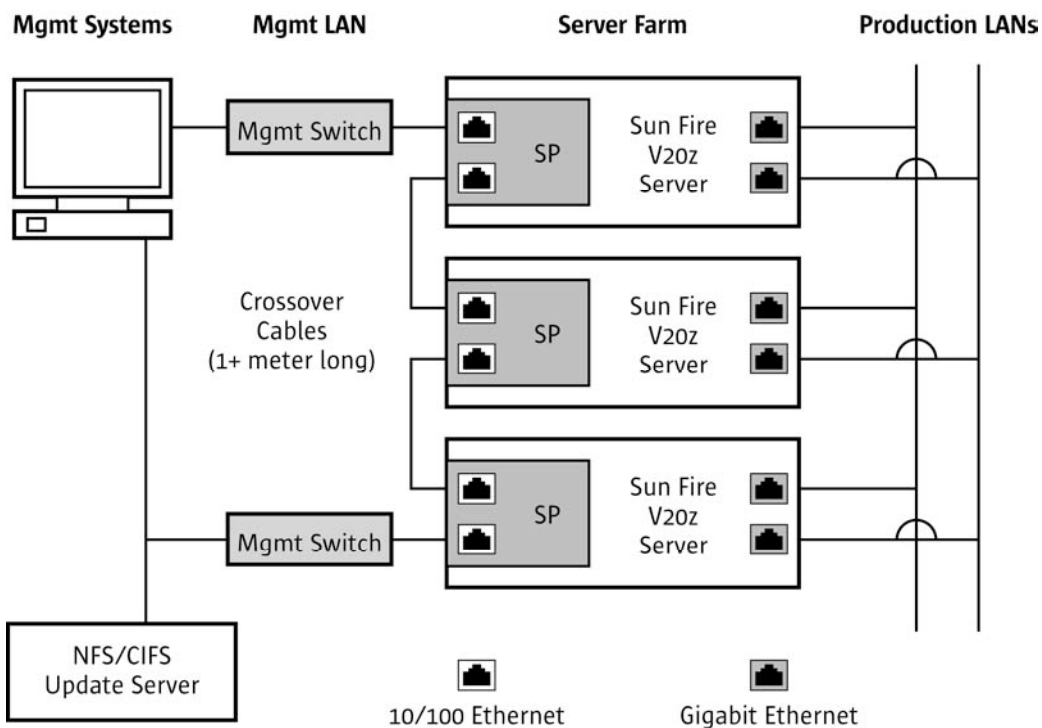 Mgmt Systems
Mgmt LAN
Server Farm
Production LANs
Mgmt Switch
SP
Sun Fire
V20z
Server
Crossover
Cables
(1+ meter long)
SP
Sun Fire
V20z
Server
Mgmt Switch
SP
Sun Fire
V20z
Server
NFS/CIFS
Update Server
10/100 Ethernet
Gigabit Ethernet